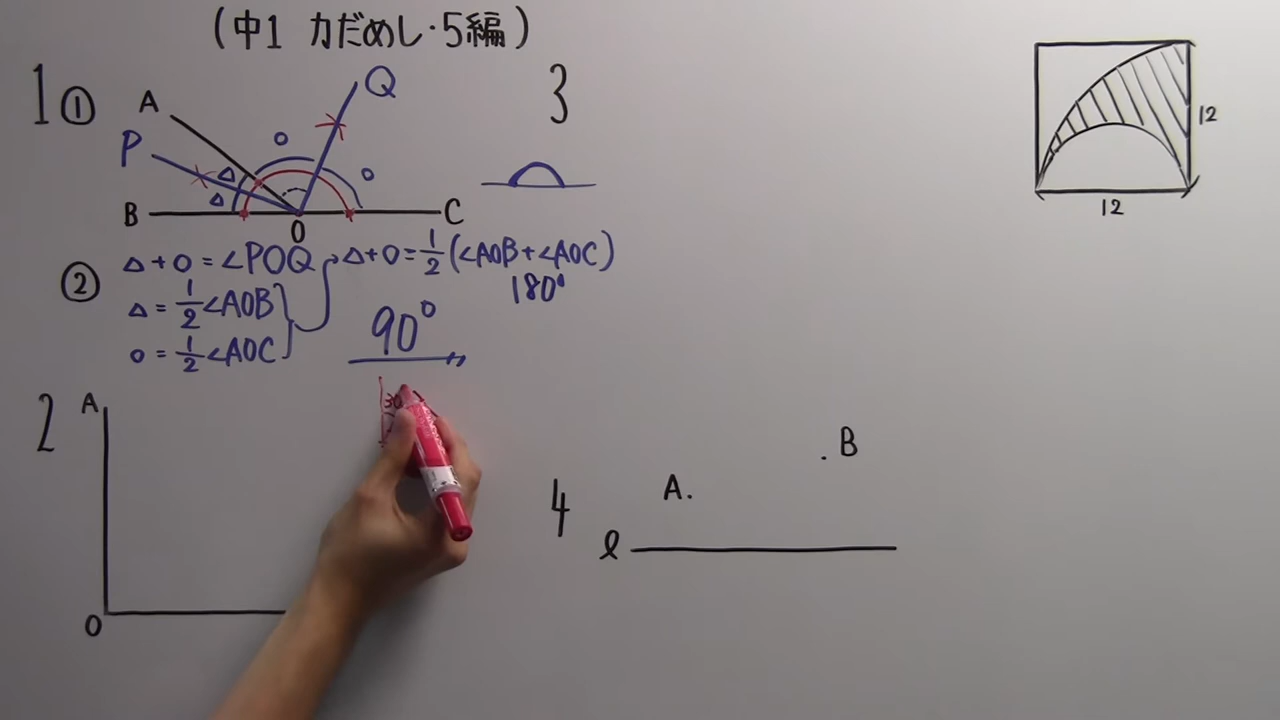 (中1 力だめし・5編)
1 ①
A
P
B
O
C
Q
Δ
Δ
○
○
② Δ+○=∠POQ
Δ=1/2∠AOB
○=1/2∠AOC
Δ+○=1/2(∠AOB+∠AOC)
180°
90°
2
A
O
30
3
12
12
4
A.
.B
ℓ